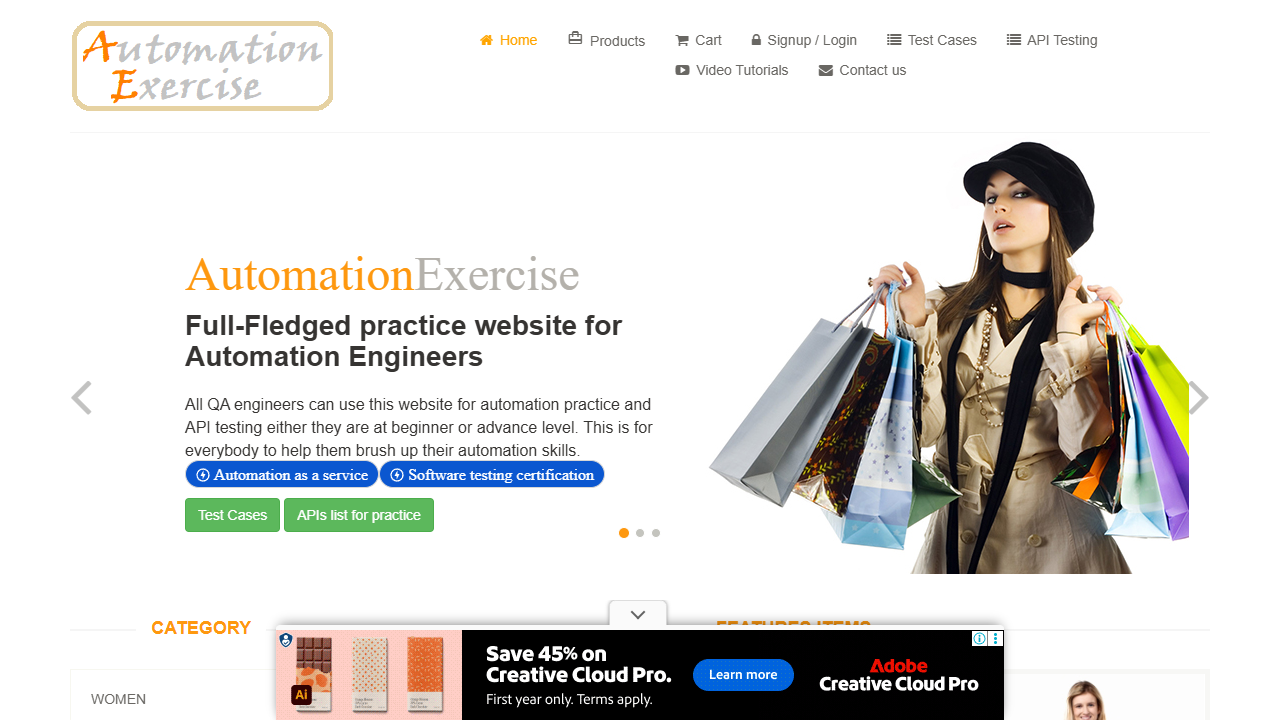 Automation
Exercise
Home
Products
Cart
Signup / Login
Test Cases
API Testing
Video Tutorials
Contact us
AutomationExercise
Full-Fledged practice website for
Automation Engineers
All QA engineers can use this website for automation practice and
API testing either they are at beginner or advance level. This is for
everybody to help them brush up their automation skills.
Automation as a service
Software testing certification
Test Cases
APIs list for practice
CATEGORY
FEATURES ITEMS
WOMEN
Save 45% on
Creative Cloud Pro.
First year only. Terms apply.
Learn more
Adobe
Creative Cloud Pro
Ai